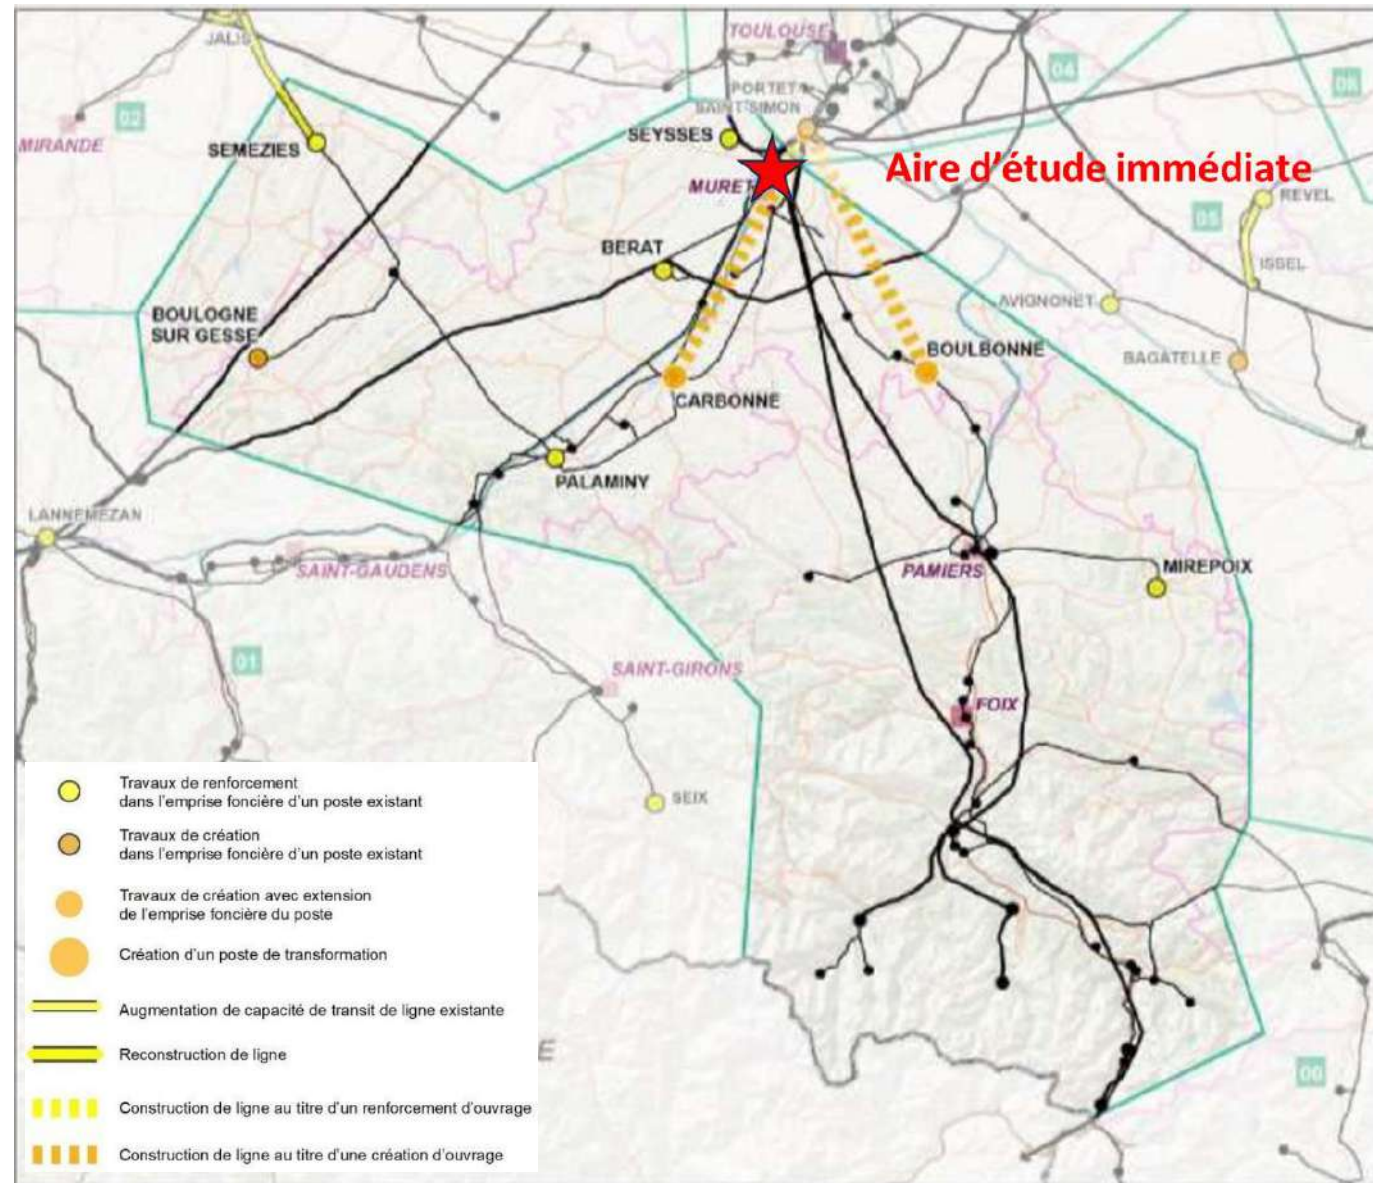 JALIS
TOULOUSE
04
02
PORTET
SAINT-SIMON
08
MIRANDE
SEMEZIES
SEYSSES
Aire d'étude immédiate
MURET
REVEL
05
BERAT
ISSEL
BOULOGNE
SUR GESSE
AVIGNONET
BOULBONNE
BAGATELLE
CARBONNE
PALAMINY
LANNEMEZAN
SAINT-GAUDENS
PAMIERS
MIREPOIX
01
SAINT-GIRONS
FOIX
SEIX
Travaux de renforcement
dans l'emprise foncière d'un poste existant
Travaux de création
dans l'emprise foncière d'un poste existant
Travaux de création avec extension
de l'emprise foncière du poste
Création d'un poste de transformation
Augmentation de capacité de transit de ligne existante
Reconstruction de ligne
E
00
Construction de ligne au titre d'un renforcement d'ouvrage
Construction de ligne au titre d'une création d'ouvrage